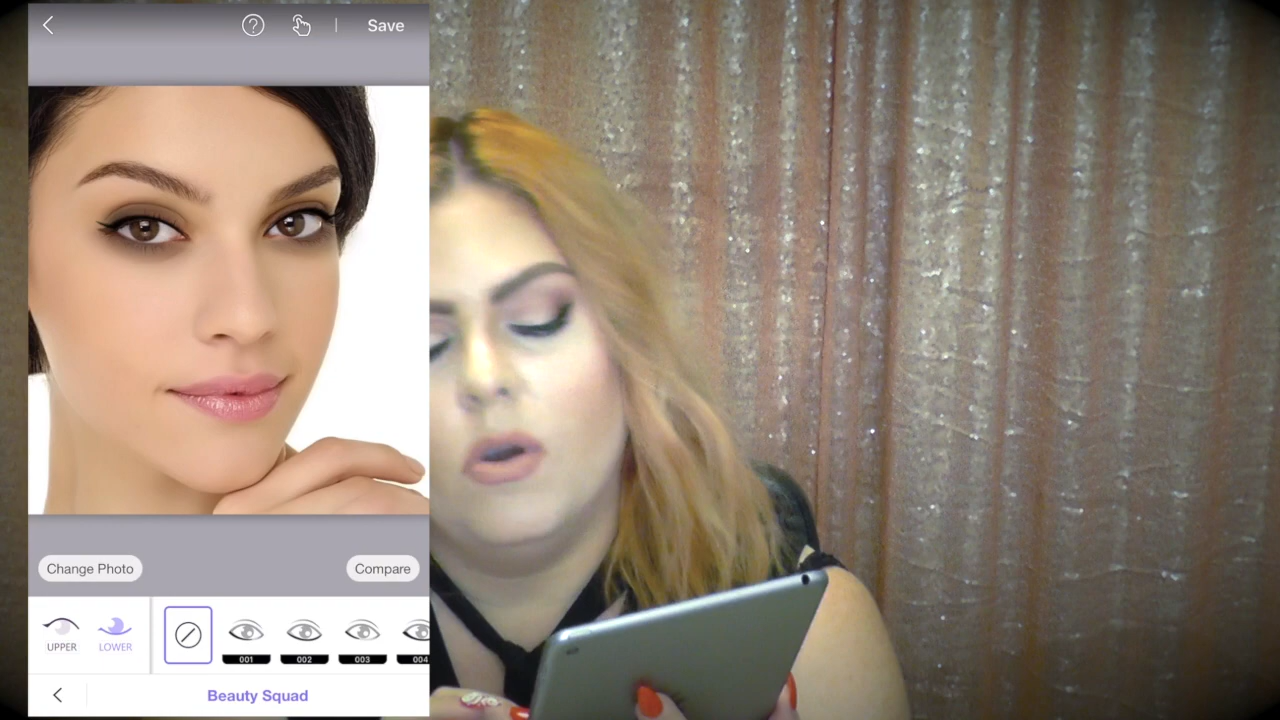 Save
Change Photo
Compare
UPPER
LOWER
001
002
003
004
Beauty Squad